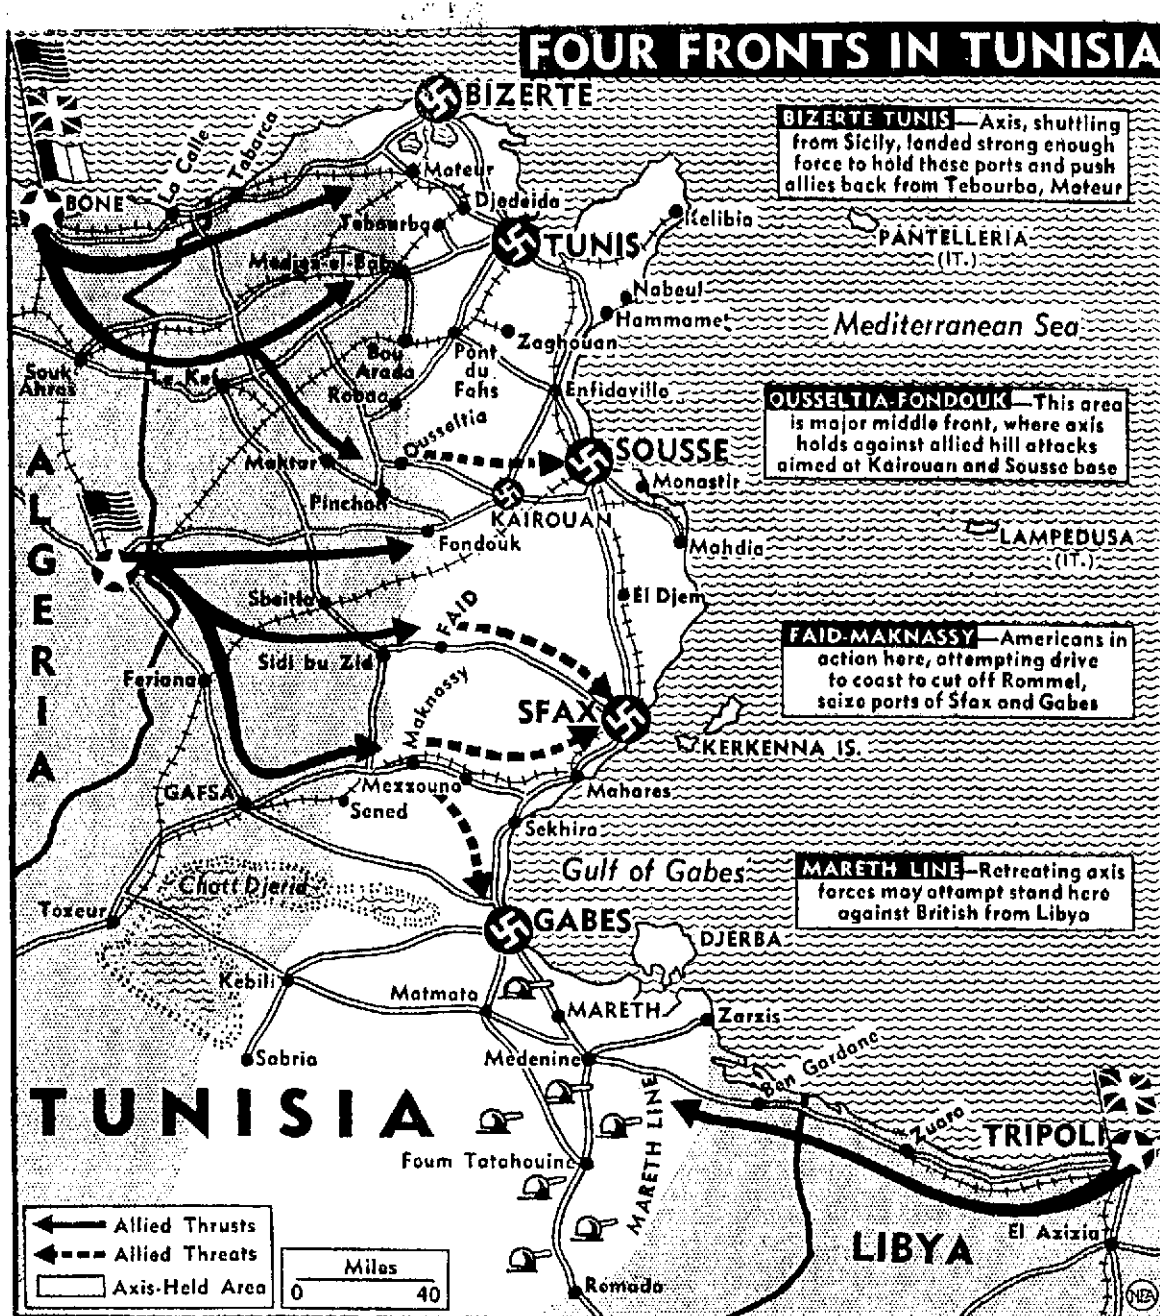 FOUR FRONTS IN TUNISIA
BIZERTE
BIZERTE TUNIS—Axis, shuttling
from Sicily, landed strong enough
force to hold these ports and push
allies back from Tebourba, Mateur
La Calle
Tabarca
Mateur
BONE
Djedeida
Tebourba
TUNIS
Kelibia
PANTELLERIA
(IT.)
Medjez-el-Bab
Nabeul
Hammamet
Mediterranean Sea
Zaghouan
Souk
Ahras
Le Kef
Bou
Arada
Pont
du
Fahs
Robaa
Enfidaville
OUSSELTIA-FONDOUK—This area
is major middle front, where axis
holds against allied hill attacks
aimed at Kairouan and Sousse base
Ousseltia
SOUSSE
Maktar
Monastir
Pinchon
KAIROUAN
ALGERIA
Fondouk
Mahdia
LAMPEDUSA
(IT.)
Sbeitla
El Djem
FAID
Sidi bu Zid
FAID-MAKNASSY—Americans in
action here, attempting drive
to coast to cut off Rommel,
seize ports of Sfax and Gabes
Feriana
Maknassy
SFAX
KERKENNA IS.
GAFSA
Mezzouna
Mahares
Sened
Sekhira
Gulf of Gabes
MARETH LINE—Retreating axis
forces may attempt stand here
against British from Libya
Chott Djerid
Tozeur
GABES
DJERBA
Kebili
Matmata
MARETH
Zarzis
Sabria
Medenine
Ben Gardane
TUNISIA
MARETH LINE
Zuara
TRIPOLI
Foum Tatahouine
LIBYA
El Azizia
Allied Thrusts
Allied Threats
Axis-Held Area
Miles
0 40
Remada
NEA